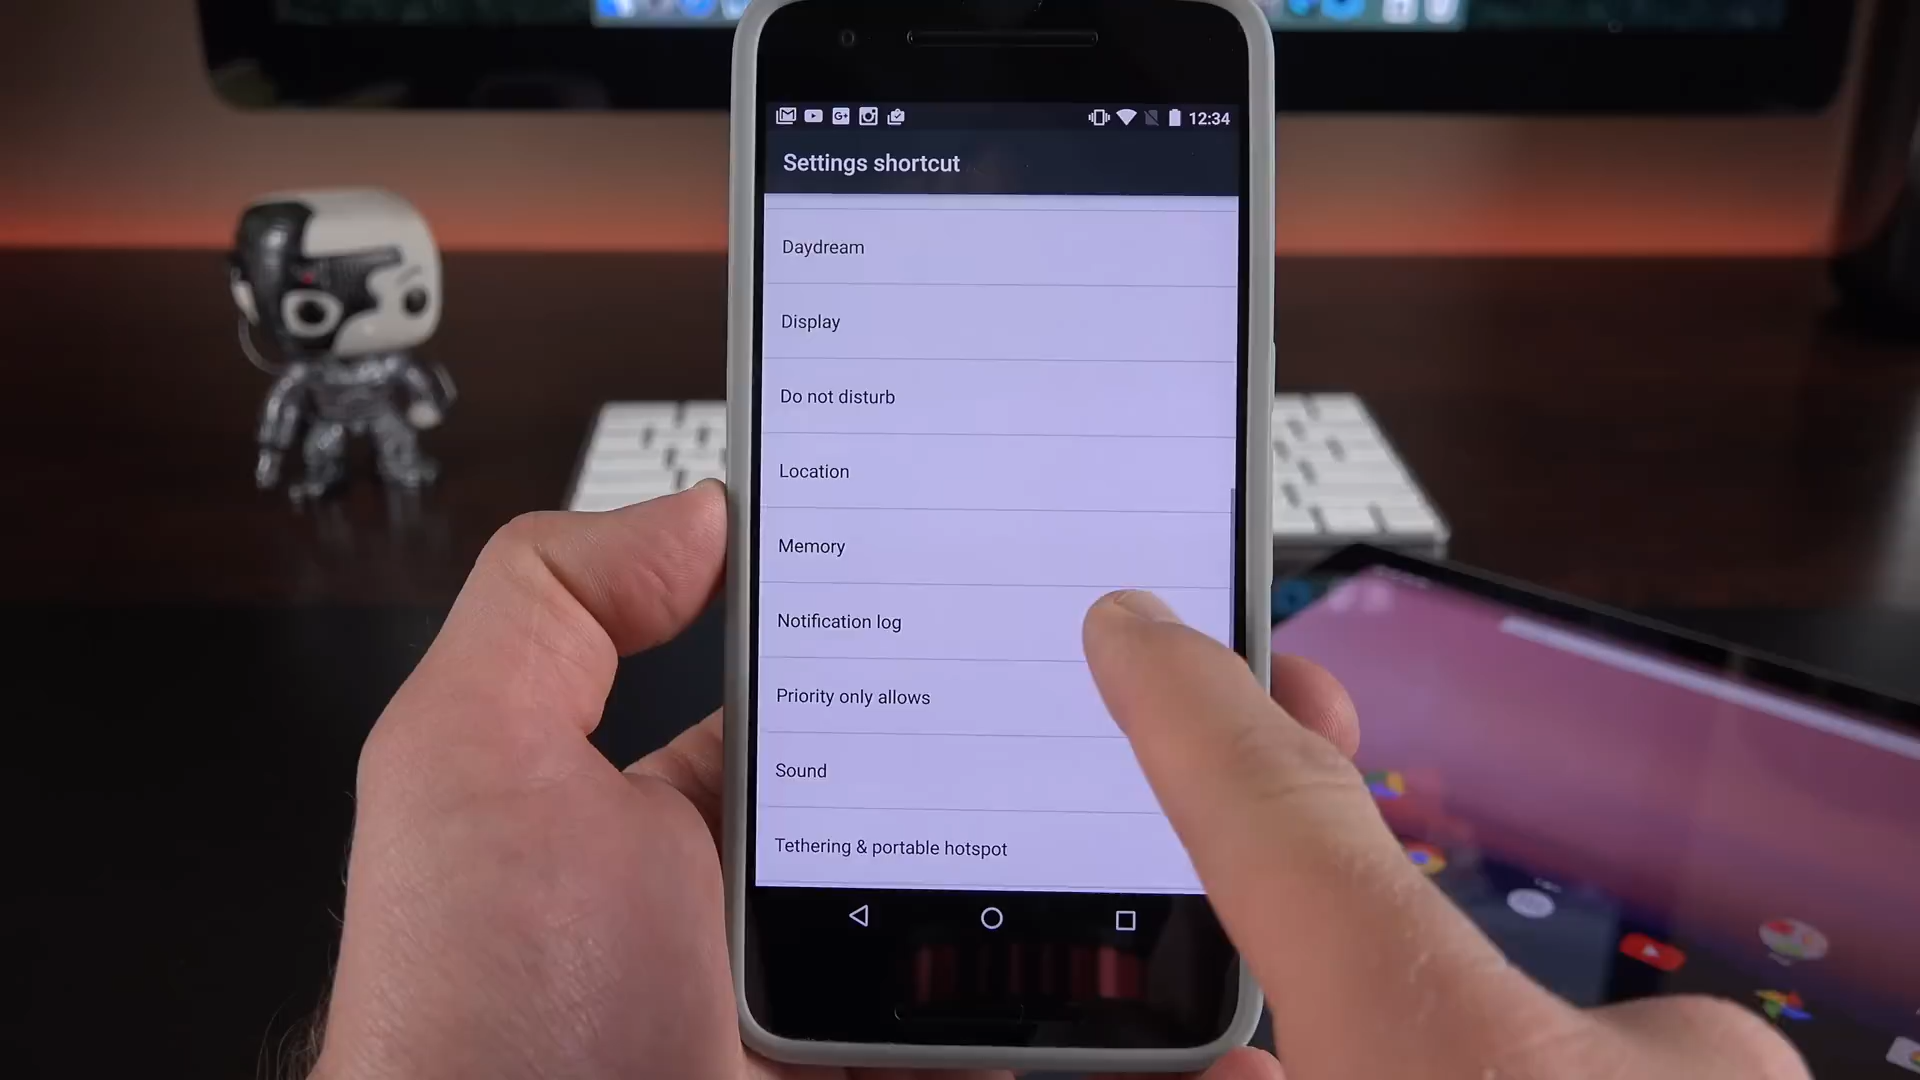 12:34
Settings shortcut
Daydream
Display
Do not disturb
Location
Memory
Notification log
Priority only allows
Sound
Tethering & portable hotspot